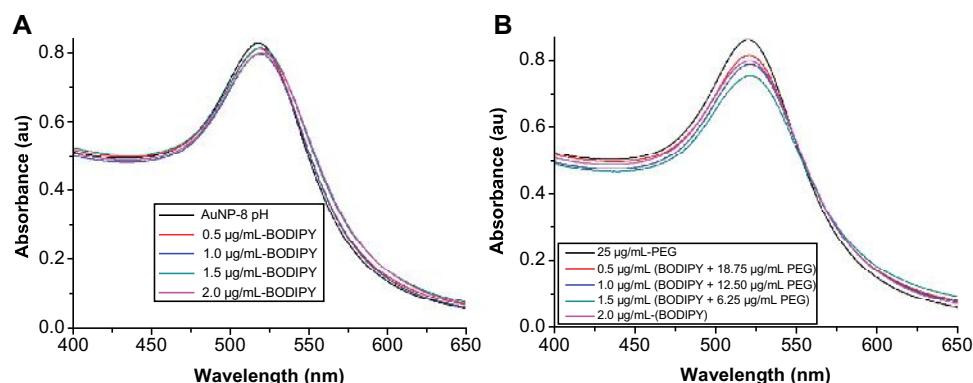 A
Absorbance (au)
0.8
0.6
0.4
0.2
0.0
AuNP-8 pH
0.5 µg/mL-BODIPY
1.0 µg/mL-BODIPY
1.5 µg/mL-BODIPY
2.0 µg/mL-BODIPY
400
450
500
550
600
650
Wavelength (nm)
B
Absorbance (au)
0.8
0.6
0.4
0.2
0.0
25 µg/mL-PEG
0.5 µg/mL (BODIPY + 18.75 µg/mL PEG)
1.0 µg/mL (BODIPY + 12.50 µg/mL PEG)
1.5 µg/mL (BODIPY + 6.25 µg/mL PEG)
2.0 µg/mL-(BODIPY)
400
450
500
550
600
650
Wavelength (nm)